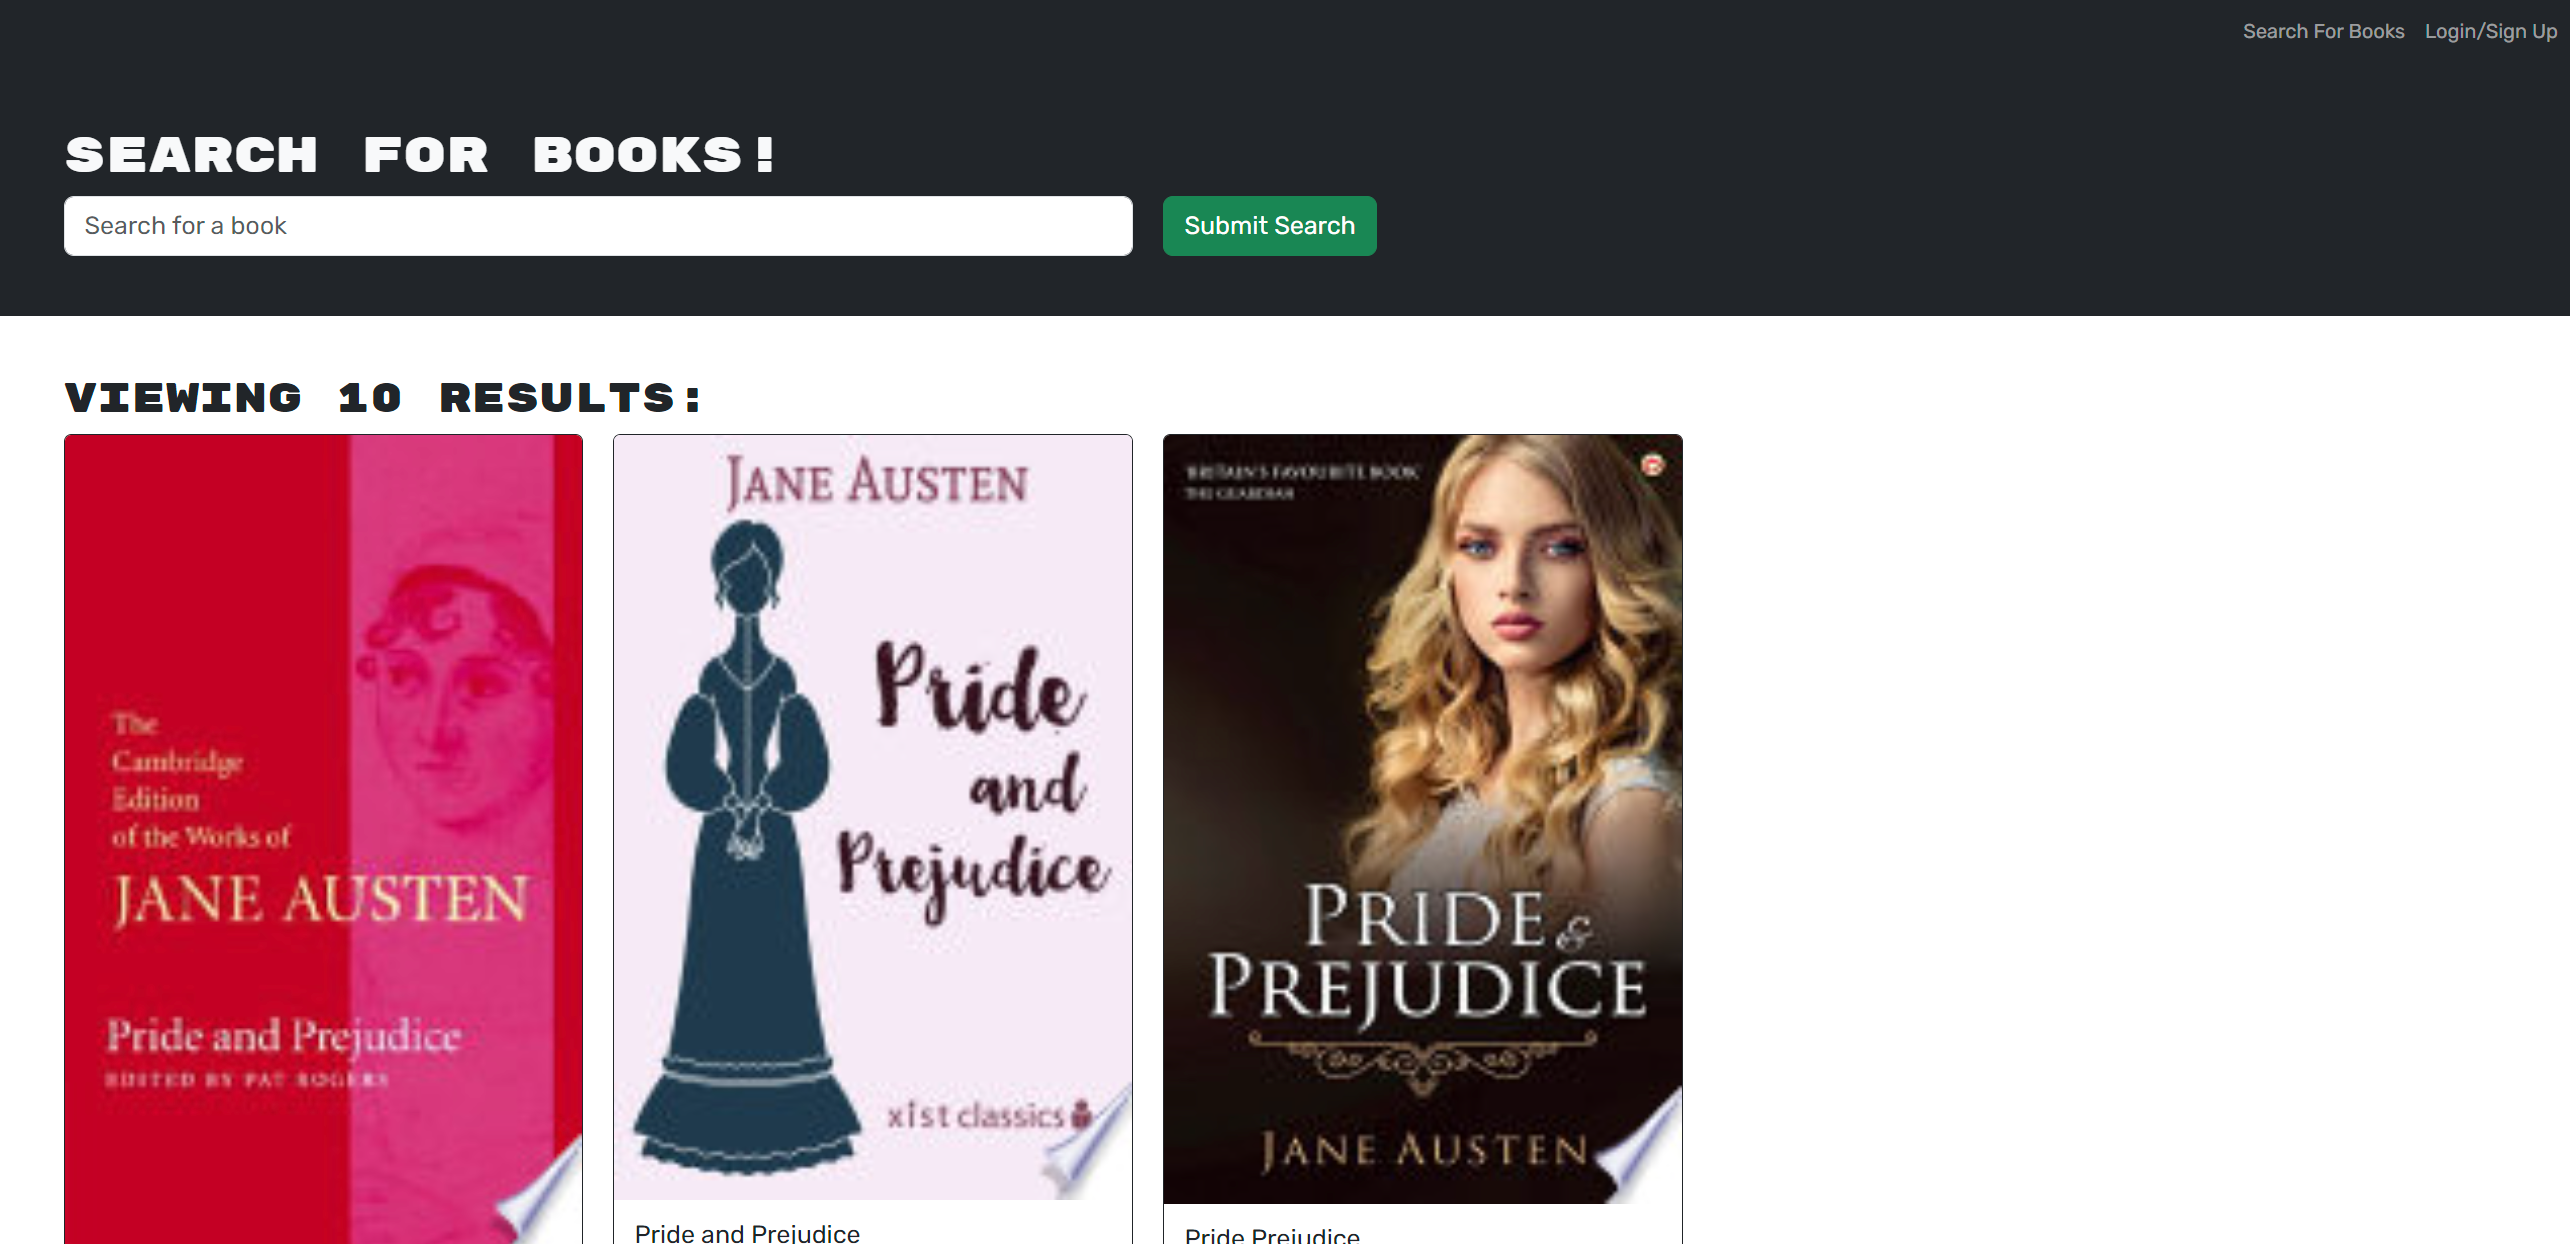 Search For Books
Login/Sign Up
SEARCH FOR BOOKS!
Search for a book
Submit Search
VIEWING 10 RESULTS:
The
Cambridge
Edition
of the Works of
JANE AUSTEN
Pride and Prejudice
EDITED BY PAT ROGERS
JANE AUSTEN
Pride
and
Prejudice
x1st classics
Pride and Prejudice
'BRITAIN'S FAVOURITE BOOK'
THE GUARDIAN
PRIDE &
PREJUDICE
JANE AUSTEN
Pride Prejudice